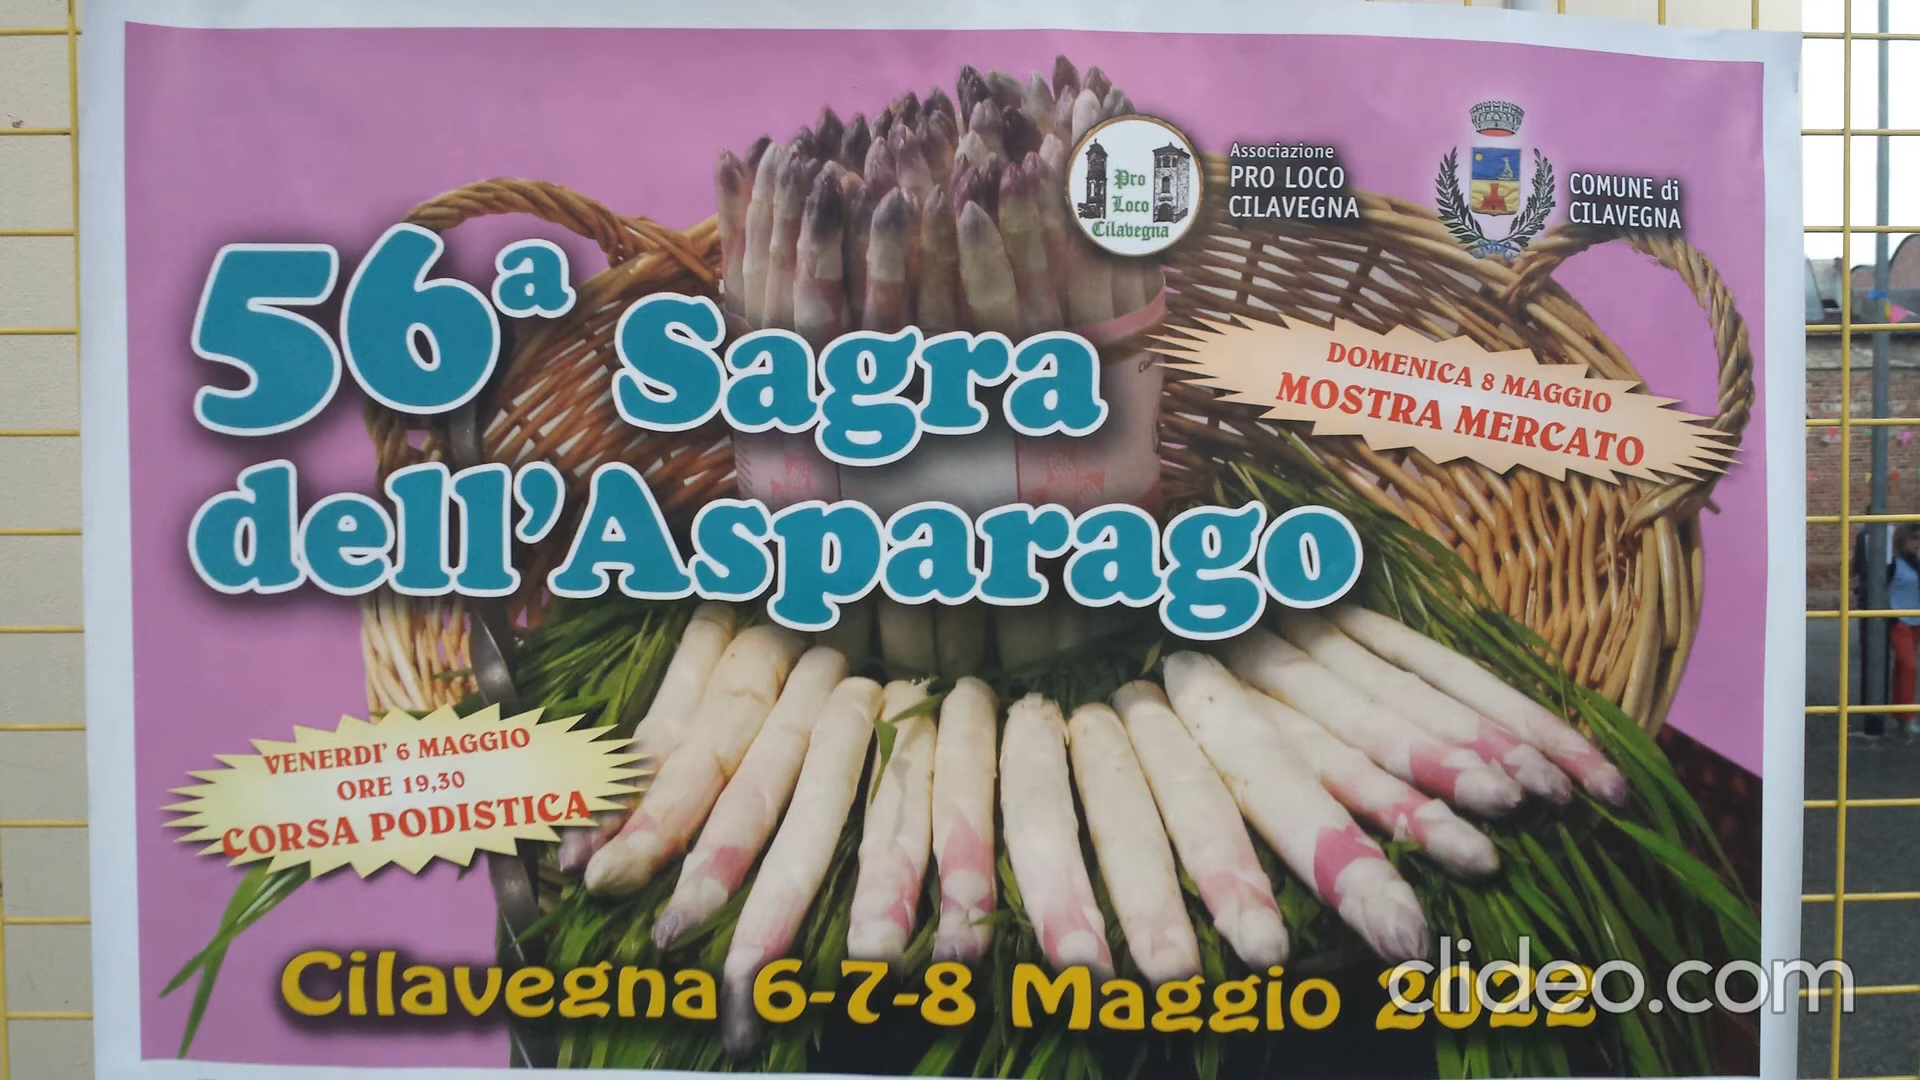 Pro
Loco
Cilavegna
Associazione
PRO LOCO
CILAVEGNA
COMUNE di
CILAVEGNA
56a Sagra
dell'Asparago
DOMENICA 8 MAGGIO
MOSTRA MERCATO
VENERDI' 6 MAGGIO
ORE 19,30
CORSA PODISTICA
Cilavegna 6-7-8 Maggio 2022
clideo.com